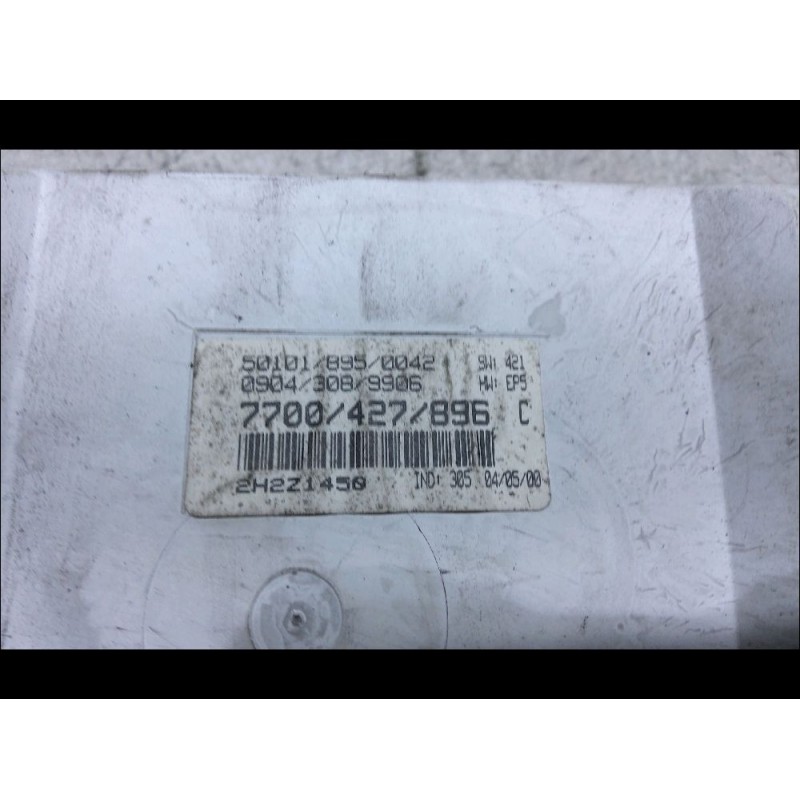 50101/895/0042 SW: 421
0904/308/9906 HW: EP5
7700/427/896 C
2H2Z1450 IND: 305 04/05/00